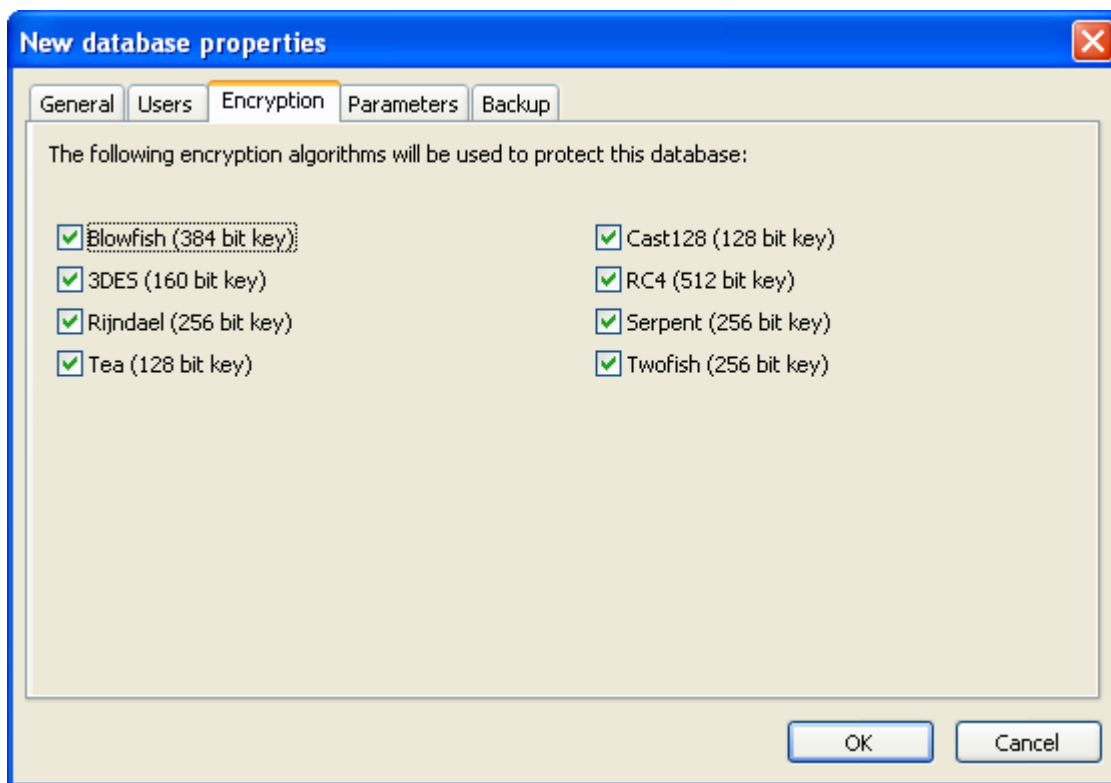 New database properties
General Users Encryption Parameters Backup
The following encryption algorithms will be used to protect this database:
Blowfish (384 bit key) Cast128 (128 bit key)
3DES (160 bit key) RC4 (512 bit key)
Rijndael (256 bit key) Serpent (256 bit key)
Tea (128 bit key) Twofish (256 bit key)
OK Cancel